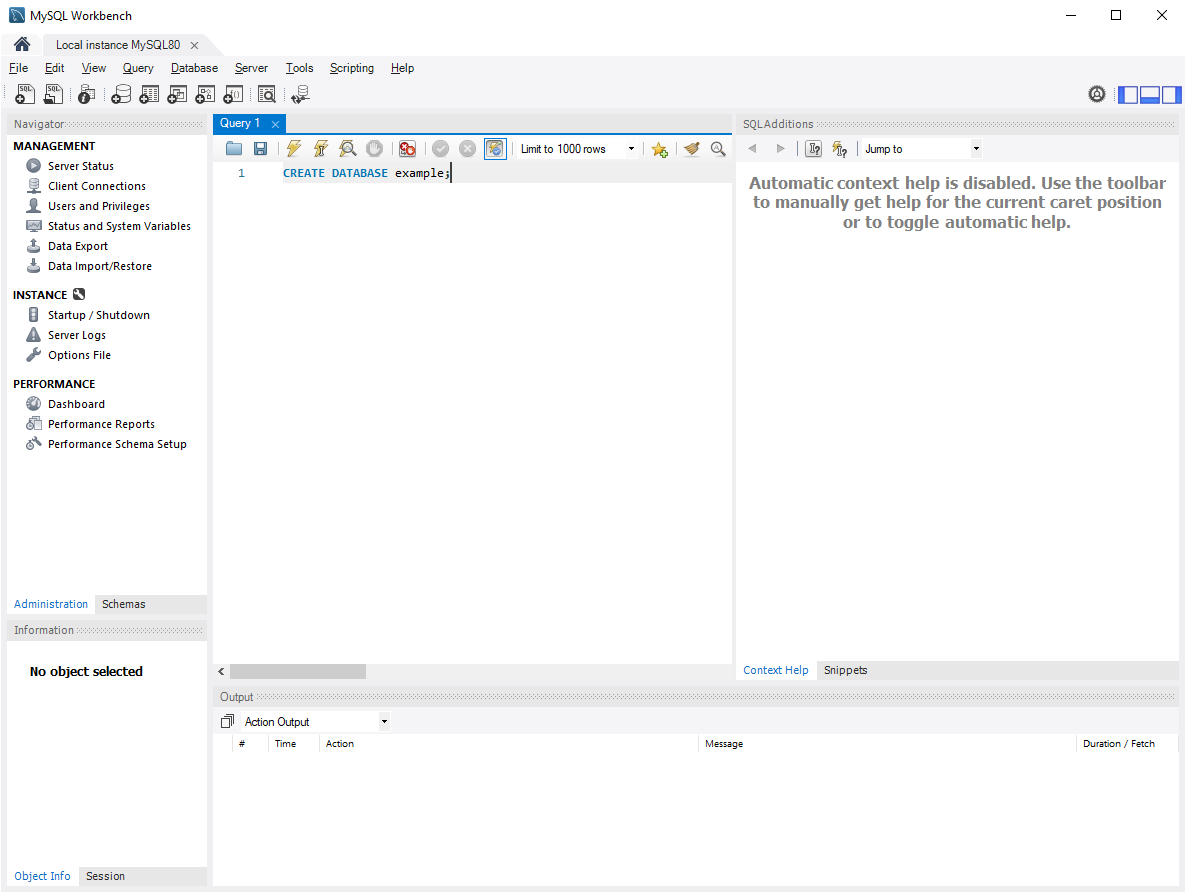 MySQL Workbench
Local instance MySQL80
File Edit View Query Database Server Tools Scripting Help
Navigator
MANAGEMENT
Server Status
Client Connections
Users and Privileges
Status and System Variables
Data Export
Data Import/Restore
INSTANCE
Startup / Shutdown
Server Logs
Options File
PERFORMANCE
Dashboard
Performance Reports
Performance Schema Setup
Administration Schemas
Information
No object selected
Object Info Session
Query 1
Limit to 1000 rows
1 CREATE DATABASE example;
SQLAdditions
Jump to
Automatic context help is disabled. Use the toolbar
to manually get help for the current caret position
or to toggle automatic help.
Context Help Snippets
Output
Action Output
# Time Action Message Duration / Fetch